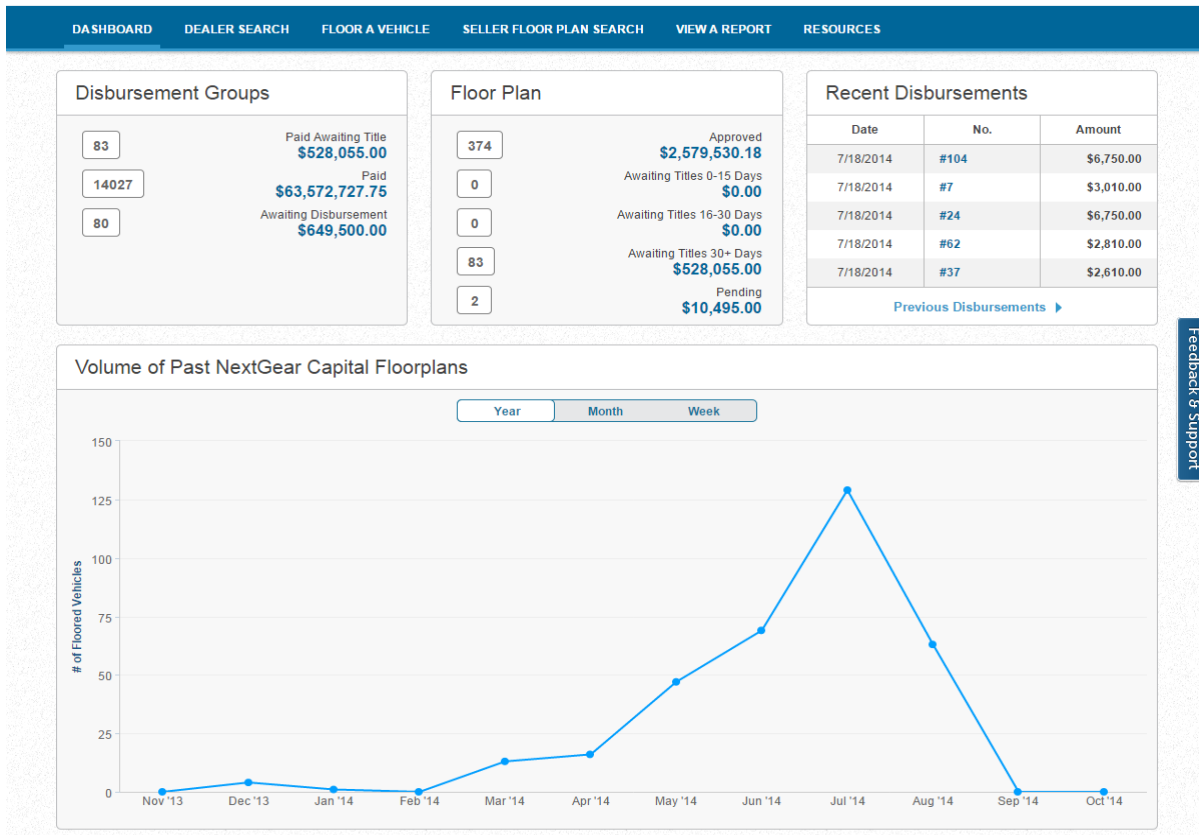 DASHBOARD DEALER SEARCH FLOOR A VEHICLE SELLER FLOOR PLAN SEARCH VIEW A REPORT RESOURCES
Disbursement Groups
83 Paid Awaiting Title
$528,055.00
14027 Paid
$63,572,727.75
80 Awaiting Disbursement
$649,500.00
Floor Plan
374 Approved
$2,579,530.18
0 Awaiting Titles 0-15 Days
$0.00
0 Awaiting Titles 16-30 Days
$0.00
83 Awaiting Titles 30+ Days
$528,055.00
2 Pending
$10,495.00
Recent Disbursements
Date No. Amount
7/18/2014 #104 $6,750.00
7/18/2014 #7 $3,010.00
7/18/2014 #24 $6,750.00
7/18/2014 #62 $2,810.00
7/18/2014 #37 $2,610.00
Previous Disbursements
Feedback & Support
Volume of Past NextGear Capital Floorplans
Year Month Week
# of Floored Vehicles
150
125
100
75
50
25
0
Nov '13 Dec '13 Jan '14 Feb '14 Mar '14 Apr '14 May '14 Jun '14 Jul '14 Aug '14 Sep '14 Oct '14